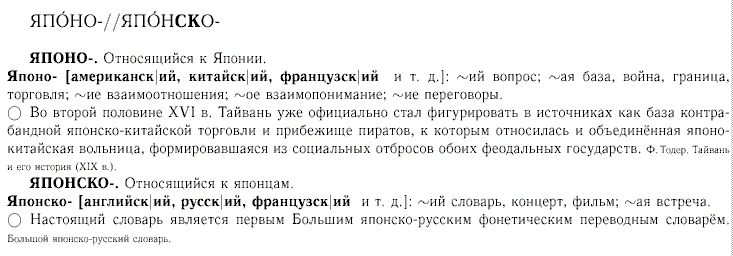 ЯПО́НО-//ЯПО́НСКО-
ЯПОНО-. Относящийся к Японии.
Японо- [американск|ий, китайск|ий, французск|ий и т. д.]: ~ий вопрос; ~ая база, война, граница,
торговля; ~ие взаимоотношения; ~ое взаимопонимание; ~ие переговоры.
◯ Во второй половине XVI в. Тайвань уже официально стал фигурировать в источниках как база контра-
бандной японско-китайской торговли и прибежище пиратов, к которым относилась и объединённая японо-
китайская вольница, формировавшаяся из социальных отбросов обоих феодальных государств. Ф. Тодер. Тайвань
и его история (XIX в.).
ЯПОНСКО-. Относящийся к японцам.
Японско- [английск|ий, русск|ий, французск|ий и т. д.]: ~ий словарь, концерт, фильм; ~ая встреча.
◯ Настоящий словарь является первым Большим японско-русским фонетическим переводным словарём.
Большой японско-русский словарь.